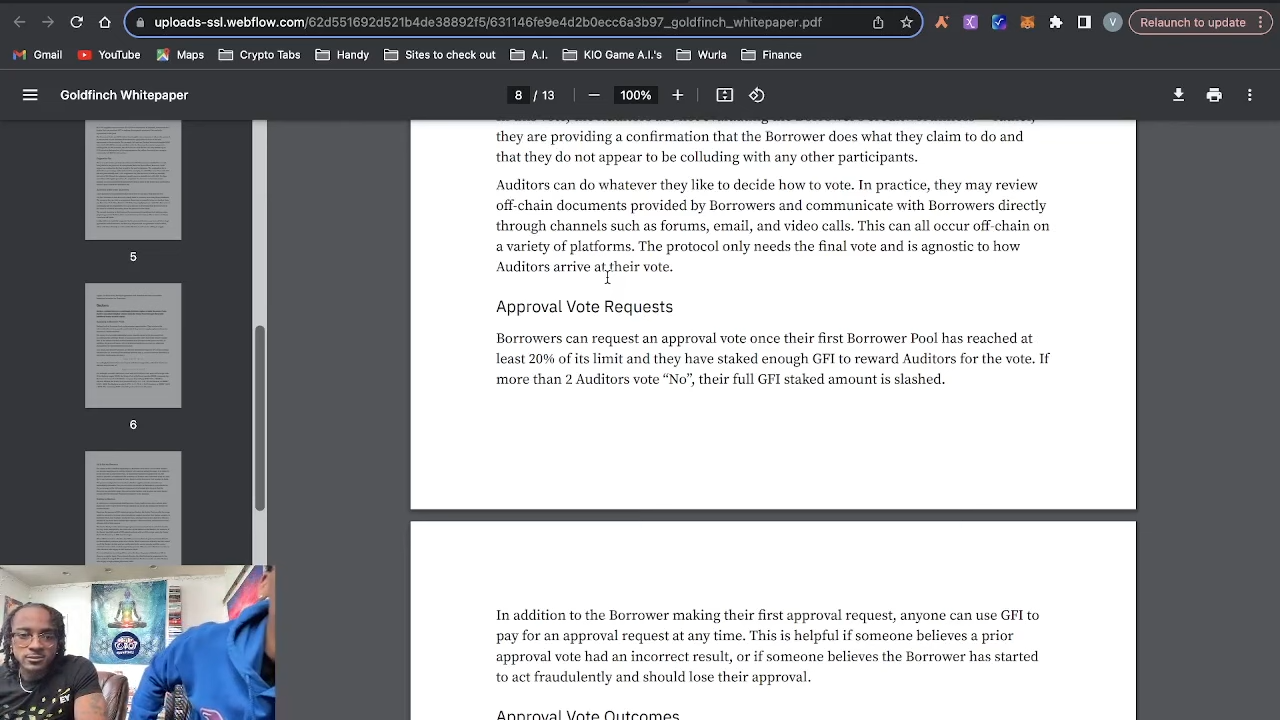 uploads-ssl.webflow.com/62d551692d521b4de38892f5/631146fe9e4d2b0ecc6a3b97_goldfinch_whitepaper.pdf
V
Relaunch to update
Gmail
YouTube
Maps
Crypto Tabs
Handy
Sites to check out
A.I.
KIO Game A.I.'s
Wurla
Finance
Goldfinch Whitepaper
8 / 13
100%
they are providing a confirmation that the Borrower does what they claim to do and
that they do not appear to be colluding with any other participants.
Auditors can do whatever they like to decide how to vote. In practice, they may review
off-chain documents provided by Borrowers and communicate with Borrowers directly
through channels such as forums, email, and video calls. This can all occur off-chain on
a variety of platforms. The protocol only needs the final vote and is agnostic to how
Auditors arrive at their vote.
Approval Vote Requests
Borrowers can request an approval vote once their first Borrower Pool has reached at
least 20% of its limit and they have staked enough GFI to reward Auditors for the vote. If
more than 2 Auditors vote “No”, their full GFI staked amount is slashed.
In addition to the Borrower making their first approval request, anyone can use GFI to
pay for an approval request at any time. This is helpful if someone believes a prior
approval vote had an incorrect result, or if someone believes the Borrower has started
to act fraudulently and should lose their approval.
Approval Vote Outcomes
5
6